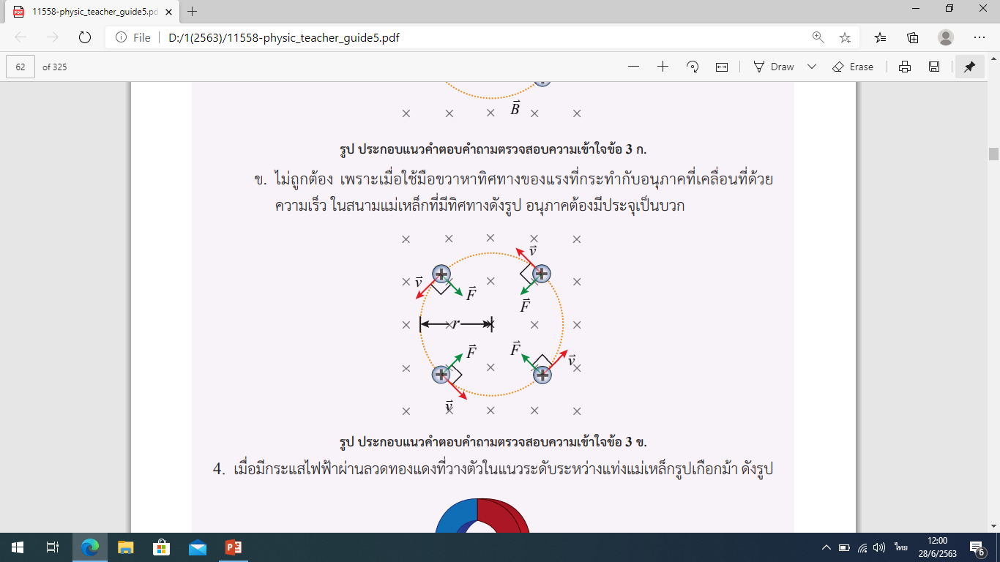 11558-physic_teacher_guide5.pd
File D:/1(2563)/11558-physic_teacher_guide5.pdf
62 of 325 Draw Erase
B
รูป ประกอบแนวคำตอบคำถามตรวจสอบความเข้าใจข้อ 3 ก.
ข. ไม่ถูกต้อง เพราะเมื่อใช้มือขวาหาทิศทางของแรงที่กระทำกับอนุภาคที่เคลื่อนที่ด้วย
ความเร็ว ในสนามแม่เหล็กที่มีทิศทางดังรูป อนุภาคต้องมีประจุเป็นบวก
v
v
F
F
r
F
F
v
v
รูป ประกอบแนวคำตอบคำถามตรวจสอบความเข้าใจข้อ 3 ข.
4. เมื่อมีกระแสไฟฟ้าผ่านลวดทองแดงที่วางตัวในแนวระดับระหว่างแท่งแม่เหล็กรูปเกือกม้า ดังรูป
ไทย 12:00
28/6/2563 6